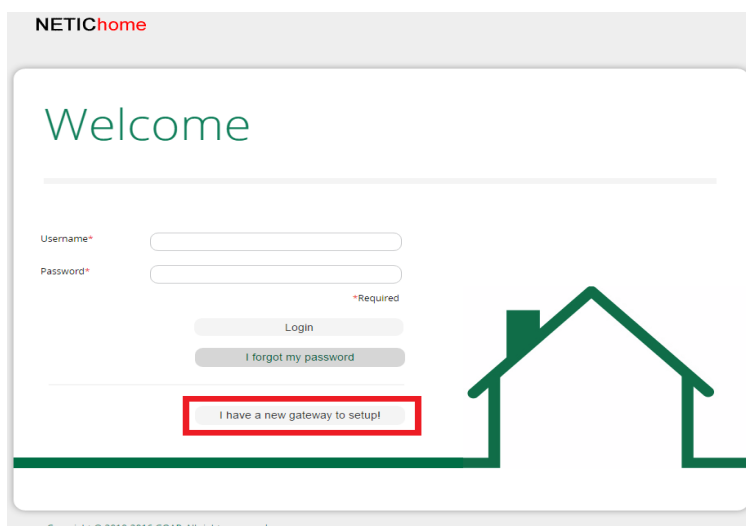 NETIChome
Welcome
Username*
Password*
*Required
Login
I forgot my password
I have a new gateway to setup!